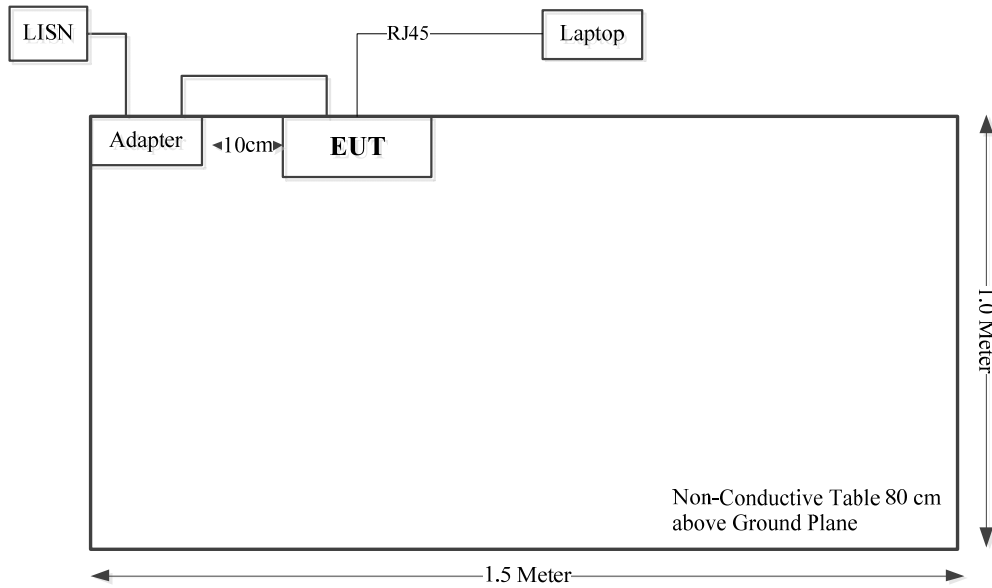 LISN
RJ45
Laptop
Adapter
10cm
EUT
1.0 Meter
Non-Conductive Table 80 cm
above Ground Plane
1.5 Meter